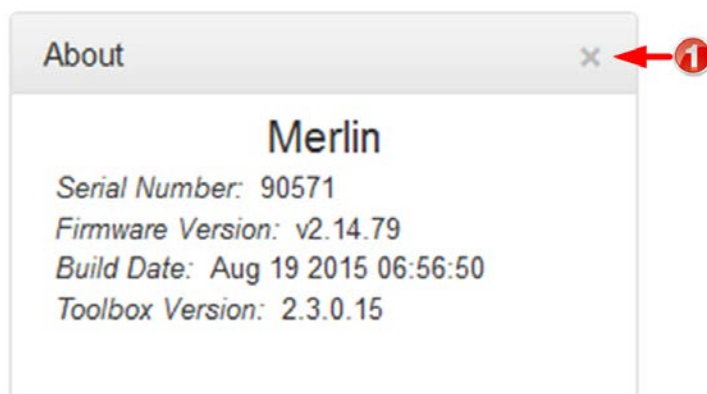 About × 1
Merlin
Serial Number: 90571
Firmware Version: v2.14.79
Build Date: Aug 19 2015 06:56:50
Toolbox Version: 2.3.0.15